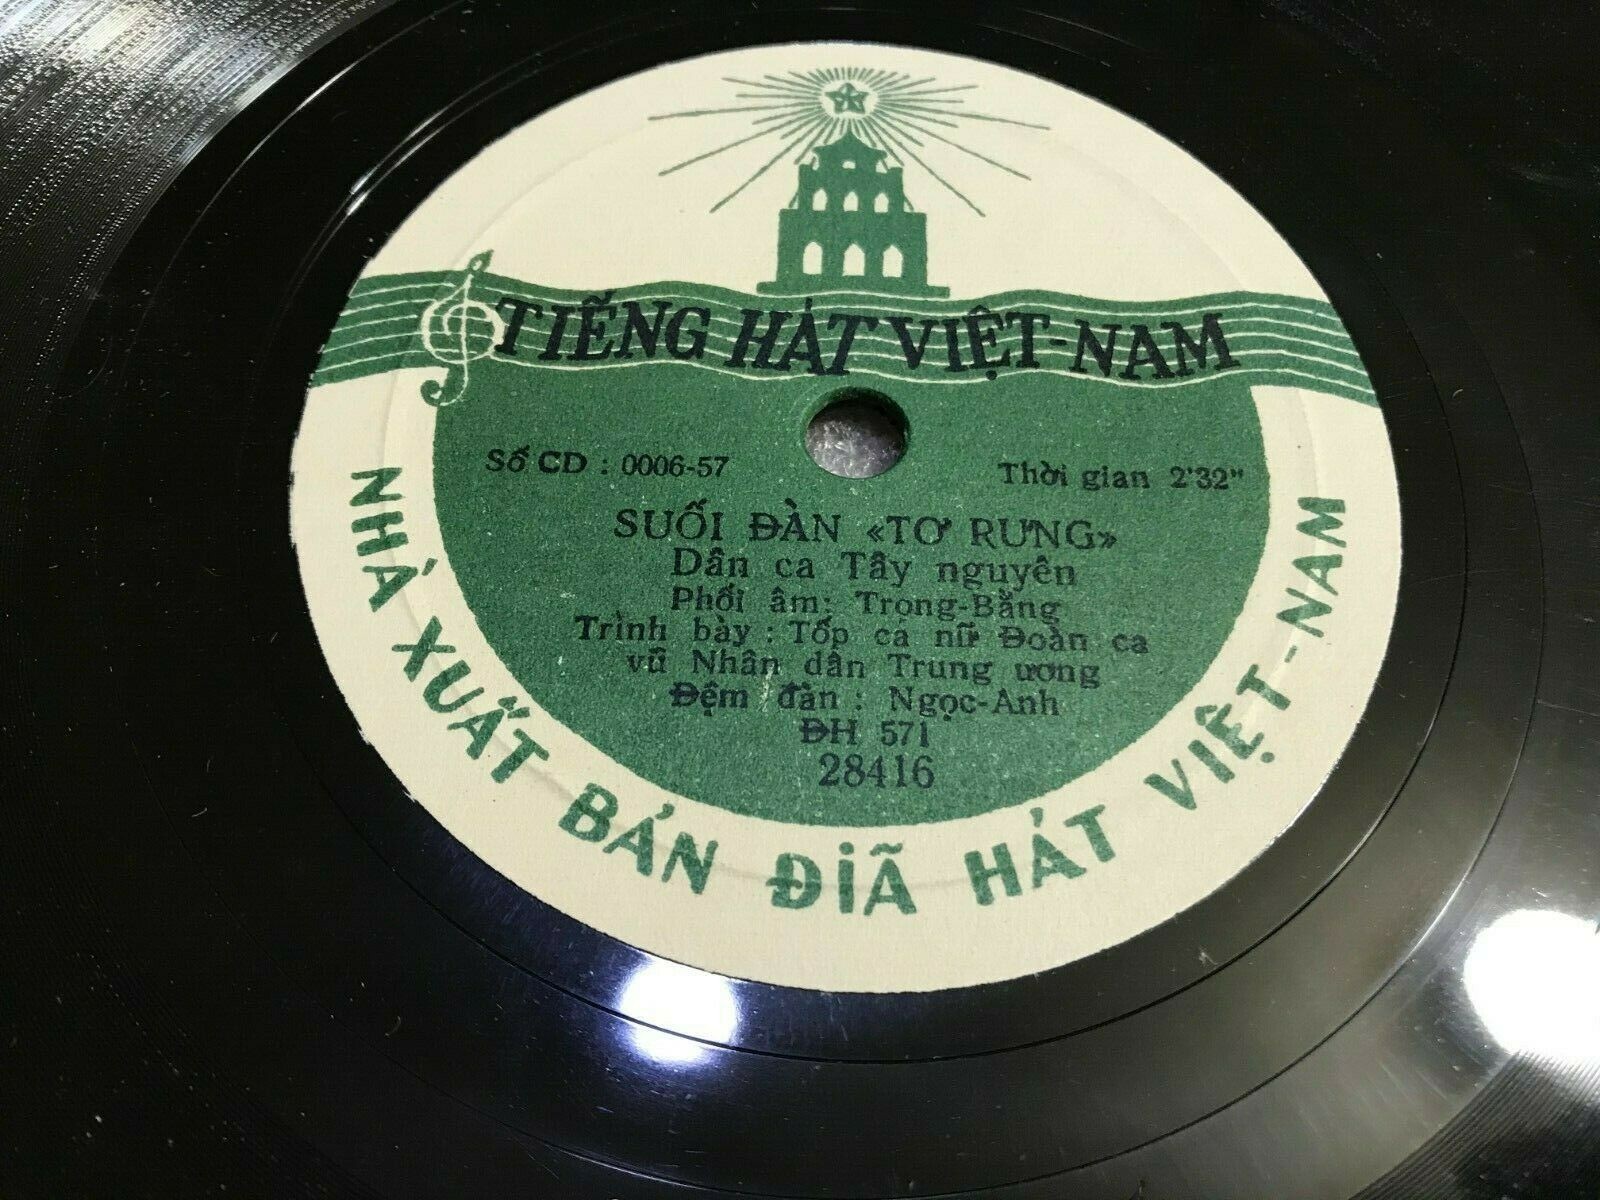 TIẾNG HÁT VIỆT-NAM
Số CD : 0006-57
Thời gian 2'32"
SUỐI ĐÀN «TƠ RƯNG»
Dân ca Tây nguyên
Phối âm: Trọng-Bằng
Trình bày : Tốp ca nữ Đoàn ca
vũ Nhân dân Trung ương
Đệm đàn : Ngọc-Anh
ĐH 571
28416
NHÀ XUẤT BẢN ĐIÃ HÁT VIỆT-NAM